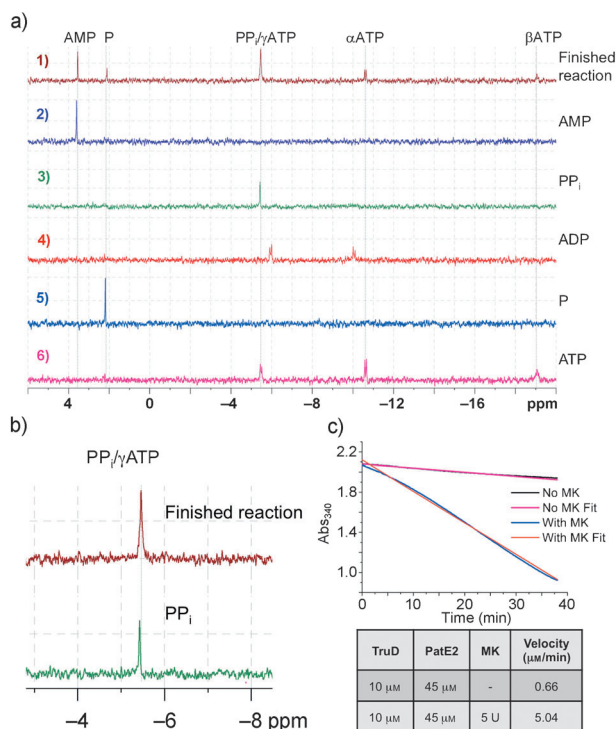 a)
AMP P PPi/γATP αATP βATP
1) Finished reaction
2) AMP
3) PPi
4) ADP
5) P
6) ATP
4 0 –4 –8 –12 –16 ppm
b)
PPi/γATP
Finished reaction
PPi
–4 –6 –8 ppm
c)
Abs340
2.2
1.8
1.4
1.0
No MK
No MK Fit
With MK
With MK Fit
0 10 20 30 40
Time (min)
TruD PatE2 MK Velocity (μM/min)
10 μM 45 μM - 0.66
10 μM 45 μM 5 U 5.04